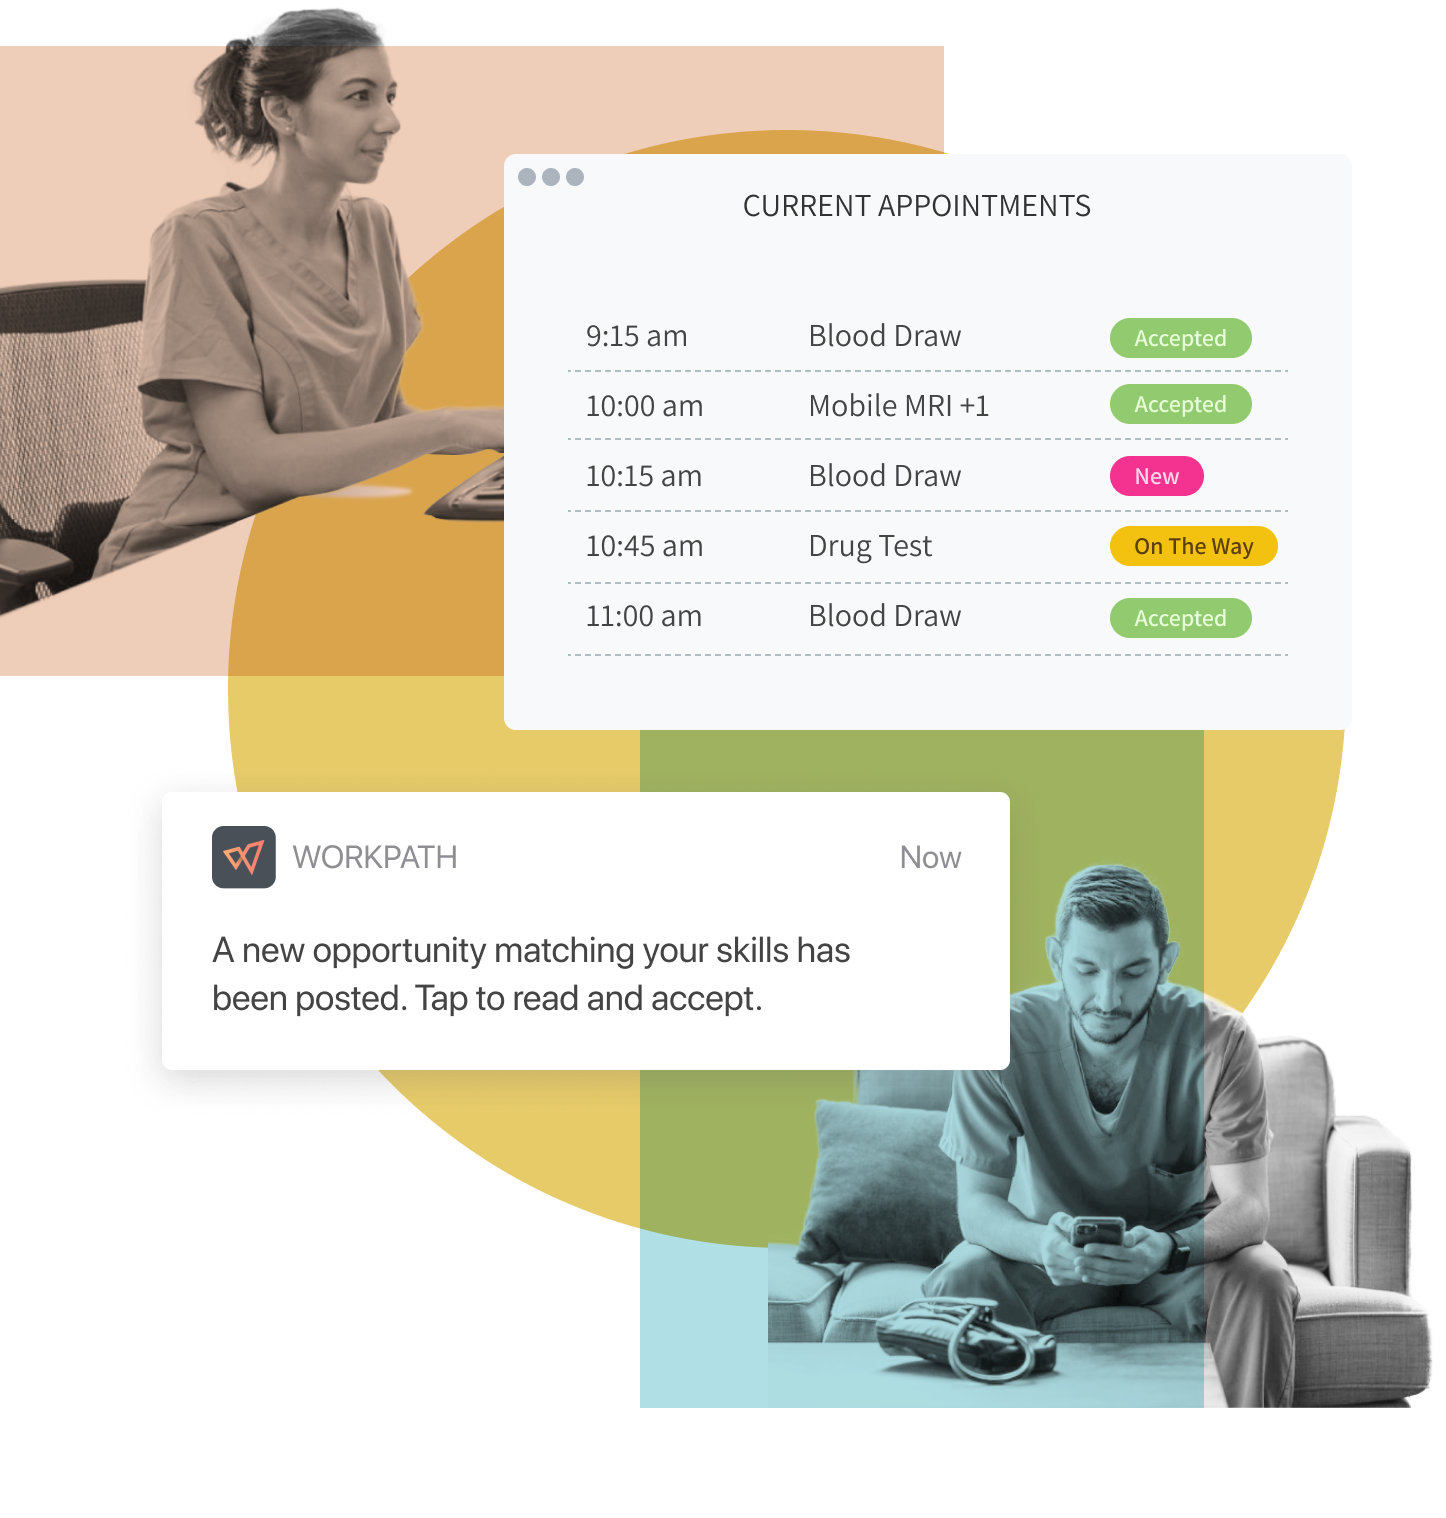 CURRENT APPOINTMENTS
9:15 am Blood Draw Accepted
10:00 am Mobile MRI +1 Accepted
10:15 am Blood Draw New
10:45 am Drug Test On The Way
11:00 am Blood Draw Accepted
WORKPATH Now
A new opportunity matching your skills has
been posted. Tap to read and accept.